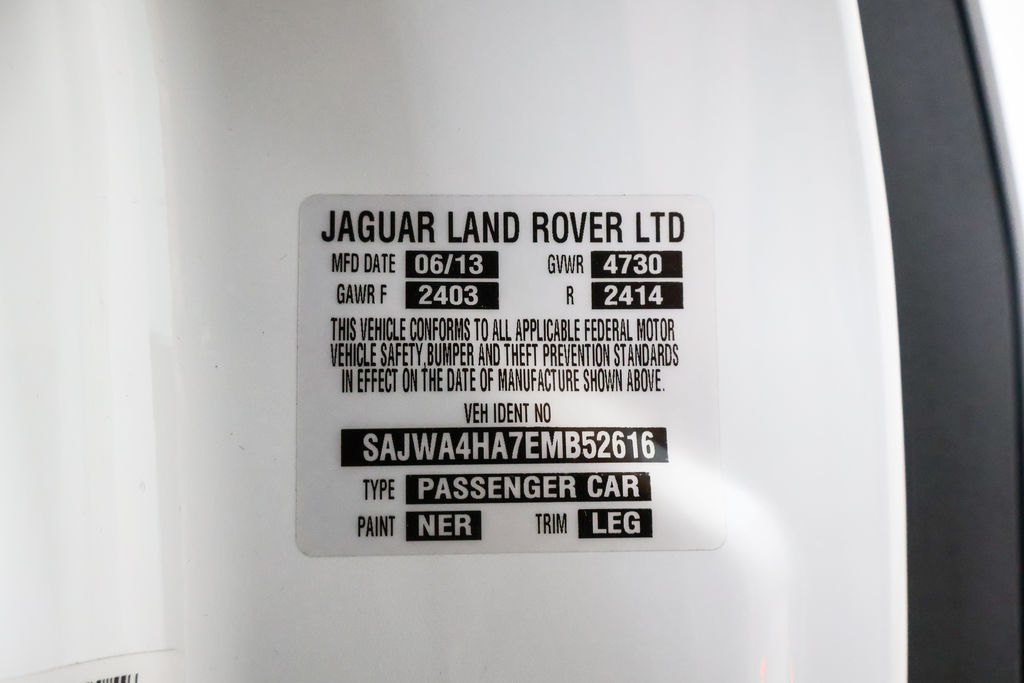 JAGUAR LAND ROVER LTD
MFD DATE 06/13 GVWR 4730
GAWR F 2403 R 2414
THIS VEHICLE CONFORMS TO ALL APPLICABLE FEDERAL MOTOR
VEHICLE SAFETY,BUMPER AND THEFT PREVENTION STANDARDS
IN EFFECT ON THE DATE OF MANUFACTURE SHOWN ABOVE.
VEH IDENT NO
SAJWA4HA7EMB52616
TYPE PASSENGER CAR
PAINT NER TRIM LEG